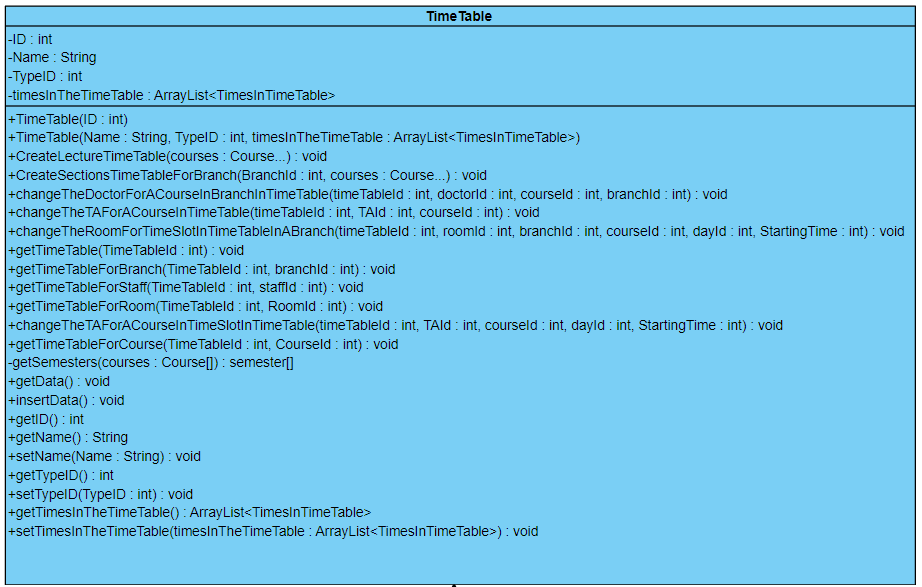 TimeTable
-ID : int
-Name : String
-TypeID : int
-timesInTheTimeTable : ArrayList<TimesInTimeTable>
+TimeTable(ID : int)
+TimeTable(Name : String, TypeID : int, timesInTheTimeTable : ArrayList<TimesInTimeTable>)
+CreateLectureTimeTable(courses : Course...) : void
+CreateSectionsTimeTableForBranch(BranchId : int, courses : Course...) : void
+changeTheDoctorForACourseInBranchInTimeTable(timeTableId : int, doctorId : int, courseId : int, branchId : int) : void
+changeTheTAForACourseInTimeTable(timeTableId : int, TAId : int, courseId : int) : void
+changeTheRoomForTimeSlotInTimeTableInABranch(timeTableId : int, roomId : int, branchId : int, courseId : int, dayId : int, StartingTime : int) : void
+getTimeTable(TimeTableId : int) : void
+getTimeTableForBranch(TimeTableId : int, branchId : int) : void
+getTimeTableForStaff(TimeTableId : int, staffId : int) : void
+getTimeTableForRoom(TimeTableId : int, RoomId : int) : void
+changeTheTAForACourseInTimeSlotInTimeTable(timeTableId : int, TAId : int, courseId : int, dayId : int, StartingTime : int) : void
+getTimeTableForCourse(TimeTableId : int, CourseId : int) : void
-getSemesters(courses : Course[]) : semester[]
+getData() : void
+insertData() : void
+getID() : int
+getName() : String
+setName(Name : String) : void
+getTypeID() : int
+setTypeID(TypeID : int) : void
+getTimesInTheTimeTable() : ArrayList<TimesInTimeTable>
+setTimesInTheTimeTable(timesInTheTimeTable : ArrayList<TimesInTimeTable>) : void